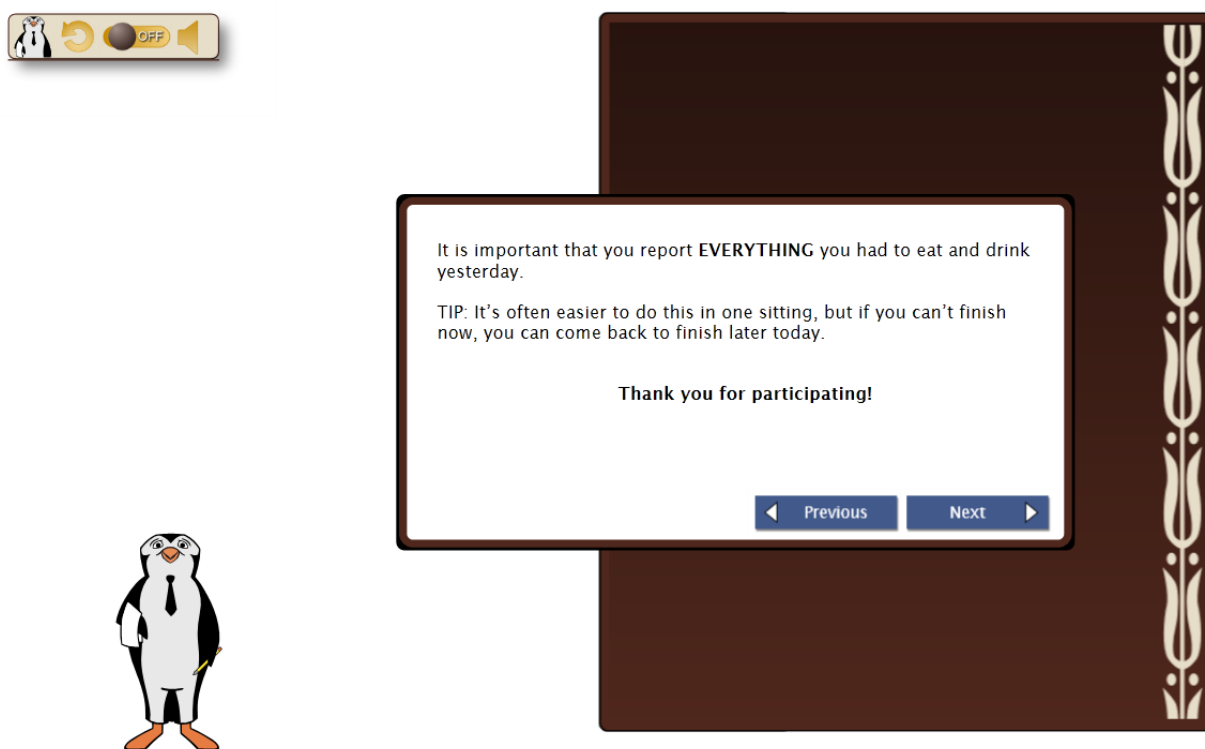 OFF
It is important that you report EVERYTHING you had to eat and drink
yesterday.
TIP: It’s often easier to do this in one sitting, but if you can’t finish
now, you can come back to finish later today.
Thank you for participating!
Previous
Next